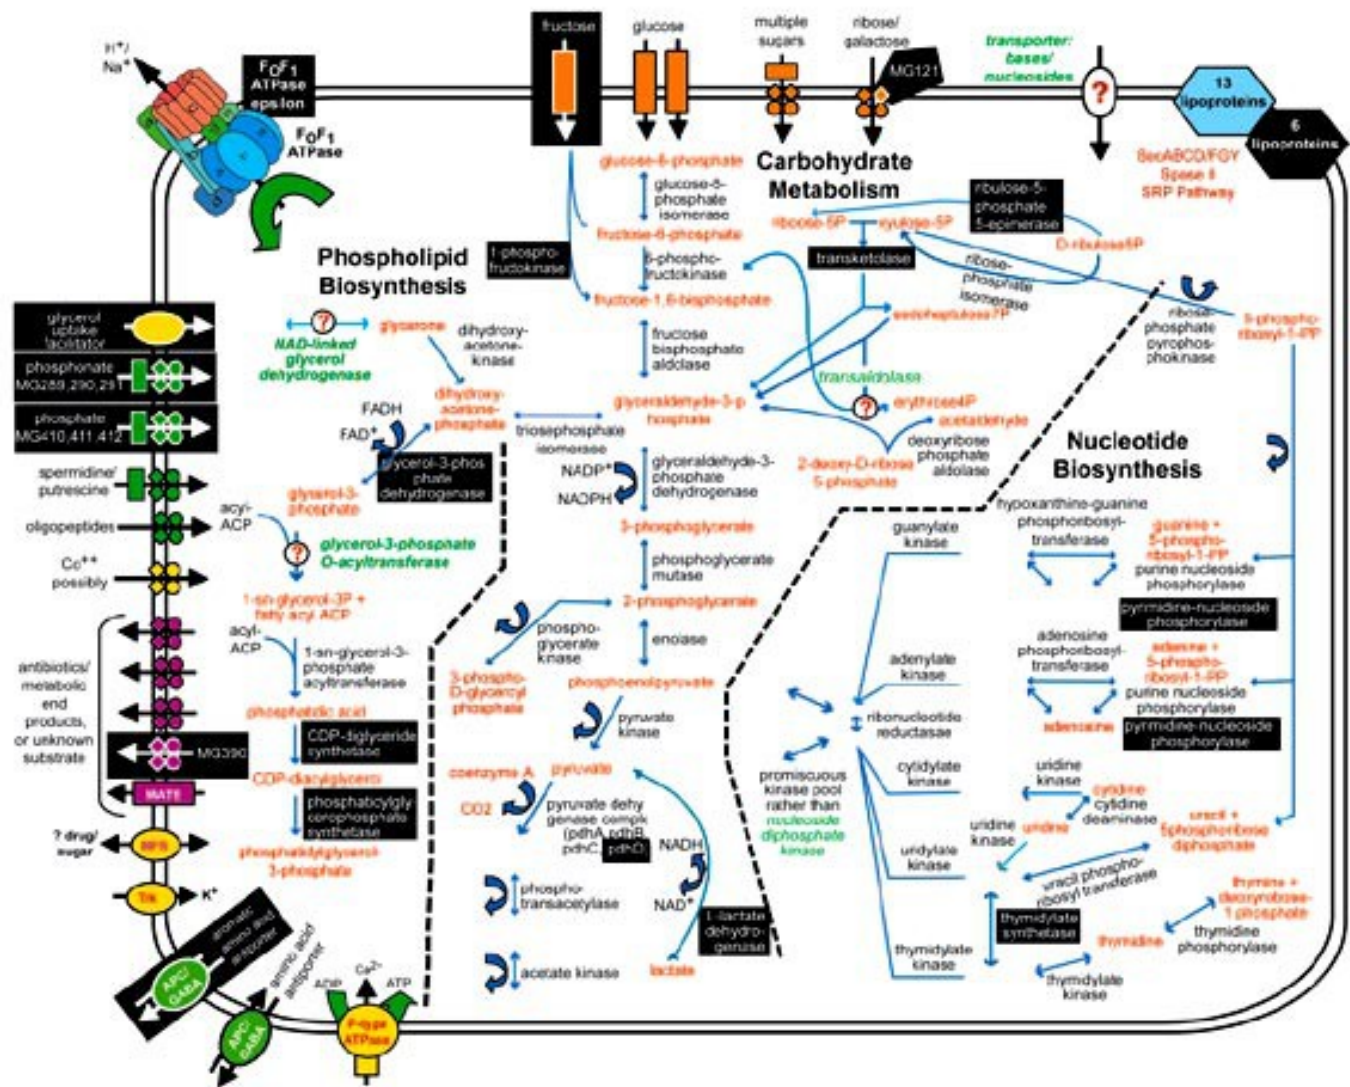 H+/
Na+
F0F1
ATPase
epsilon
F0F1
ATPase
fructose
glucose
multiple
sugars
ribose/
galactose
MG121
transporter:
bases/
nucleosides
?
13
lipoproteins
6
lipoproteins
SecABCD/FGY
Spase II
SRP Pathway
Carbohydrate
Metabolism
glucose-6-phosphate
glucose-6-
phosphate
isomerase
fructose-6-phosphate
1-phospho-
fructokinase
6-phospho-
fructokinase
fructose-1,6-bisphosphate
fructose
bisphosphate
aldolase
ribose-5P
xyulose-5P
ribulose-5-
phosphate
5-epimerase
D-ribulose5P
transketolase
ribose-
phosphate
isomerase
sedoheptulose7P
transaldolase
?
erythrose4P
acetaldehyde
deoxyribose
phosphate
aldolase
2-deoxy-D-ribose
5-phosphate
ribose-
phosphate
pyrophos-
phokinase
5-phospho-
ribosyl-1-PP
Phospholipid
Biosynthesis
glycerol
uptake
facilitator
phosphonate
MG289,290,291
phosphate
MG410,411,412
spermidine/
putrescine
oligopeptides
Co++
possibly
antibiotics/
metabolic
end
products,
or unknown
substrate
MG390
MATE
? drug/
sugar
MFS
Trk
K+
aromatic
amino acid
APC/
GABA
amino acid
antiporter
APC/
GABA
ADP
ATP
P-type
ATPase
?
glycerone
NAD-linked
glycerol
dehydrogenase
dihydroxy-
acetone-
kinase
dihydroxy-
acetone-
phosphate
FADH
FAD+
glycerol-3-phos
phate
dehydrogenase
glycerol-3-
phosphate
acyl-
ACP
?
glycerol-3-phosphate
O-acyltransferase
1-sn-glycerol-3P +
fatty acyl ACP
acyl-
ACP
1-sn-glycerol-3-
phosphate
acyltransferase
phosphatidic acid
CDP-diglyceride
synthetase
CDP-diacylglycerol
phosphatidylgly
cerophosphate
synthetase
phosphatidylglycerol-
3-phosphate
triosephosphate
isomerase
glyceraldehyde-3-p
hosphate
NADP+
NADPH
glyceraldehyde-3-
phosphate
dehydrogenase
3-phosphoglycerate
phosphoglycerate
mutase
2-phosphoglycerate
phospho-
glycerate
kinase
enolase
3-phospho-
D-glyceroyl
phosphate
phosphoenolpyruvate
pyruvate
kinase
coenzyme A
pyruvate
CO2
pyruvate dehy
genase complx
(pdhA, pdhB,
pdhC, pdhD)
NADH
NAD+
phospho-
transacetylase
L-lactate
dehydro-
genase
acetate kinase
lactate
Nucleotide
Biosynthesis
guanylate
kinase
hypoxanthine-guanine
phosphoribosyl-
transferase
guanine +
5-phospho-
ribosyl-1-PP
purine nucleoside
phosphorylase
pyrmidine-nucleoside
phosphorylase
adenylate
kinase
adenosine
phosphoribosyl-
transferase
adenine +
5-phospho-
ribosyl-1-PP
purine nucleoside
phosphorylase
adenosine
pyrmidine-nucleoside
phosphorylase
ribonucleotide
reductasae
promiscuous
kinase pool
rather than
nucleoside
diphosphate
kinase
cytidylate
kinase
uridine
kinase
cytidine
cytidine
deaminase
uridine
kinase
uridine
uracil +
5phosphoribose
diphosphate
uridylate
kinase
uracil phospho-
ribosyl transferase
thymidylate
synthetase
thymine +
deoxyrobose-
1 phosphate
thymidine
thymidine
phosphorylase
thymidylate
kinase
thymidylate
kinase